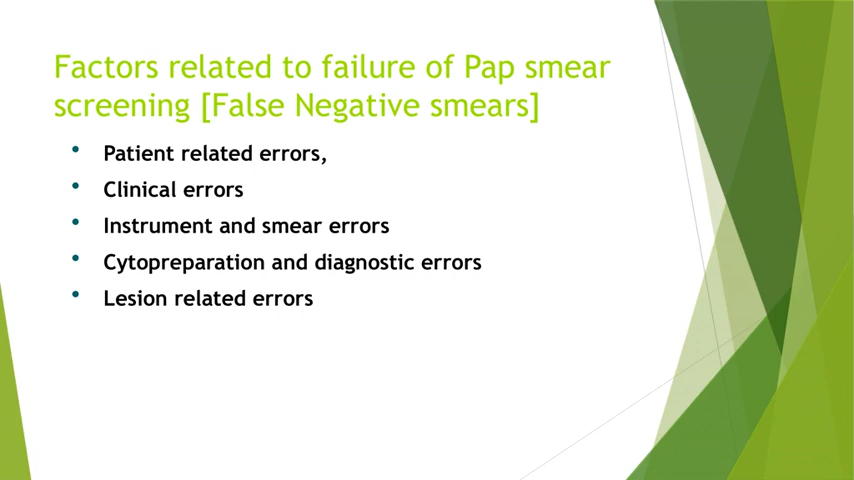 Factors related to failure of Pap smear
screening [False Negative smears]
• Patient related errors,
• Clinical errors
• Instrument and smear errors
• Cytopreparation and diagnostic errors
• Lesion related errors